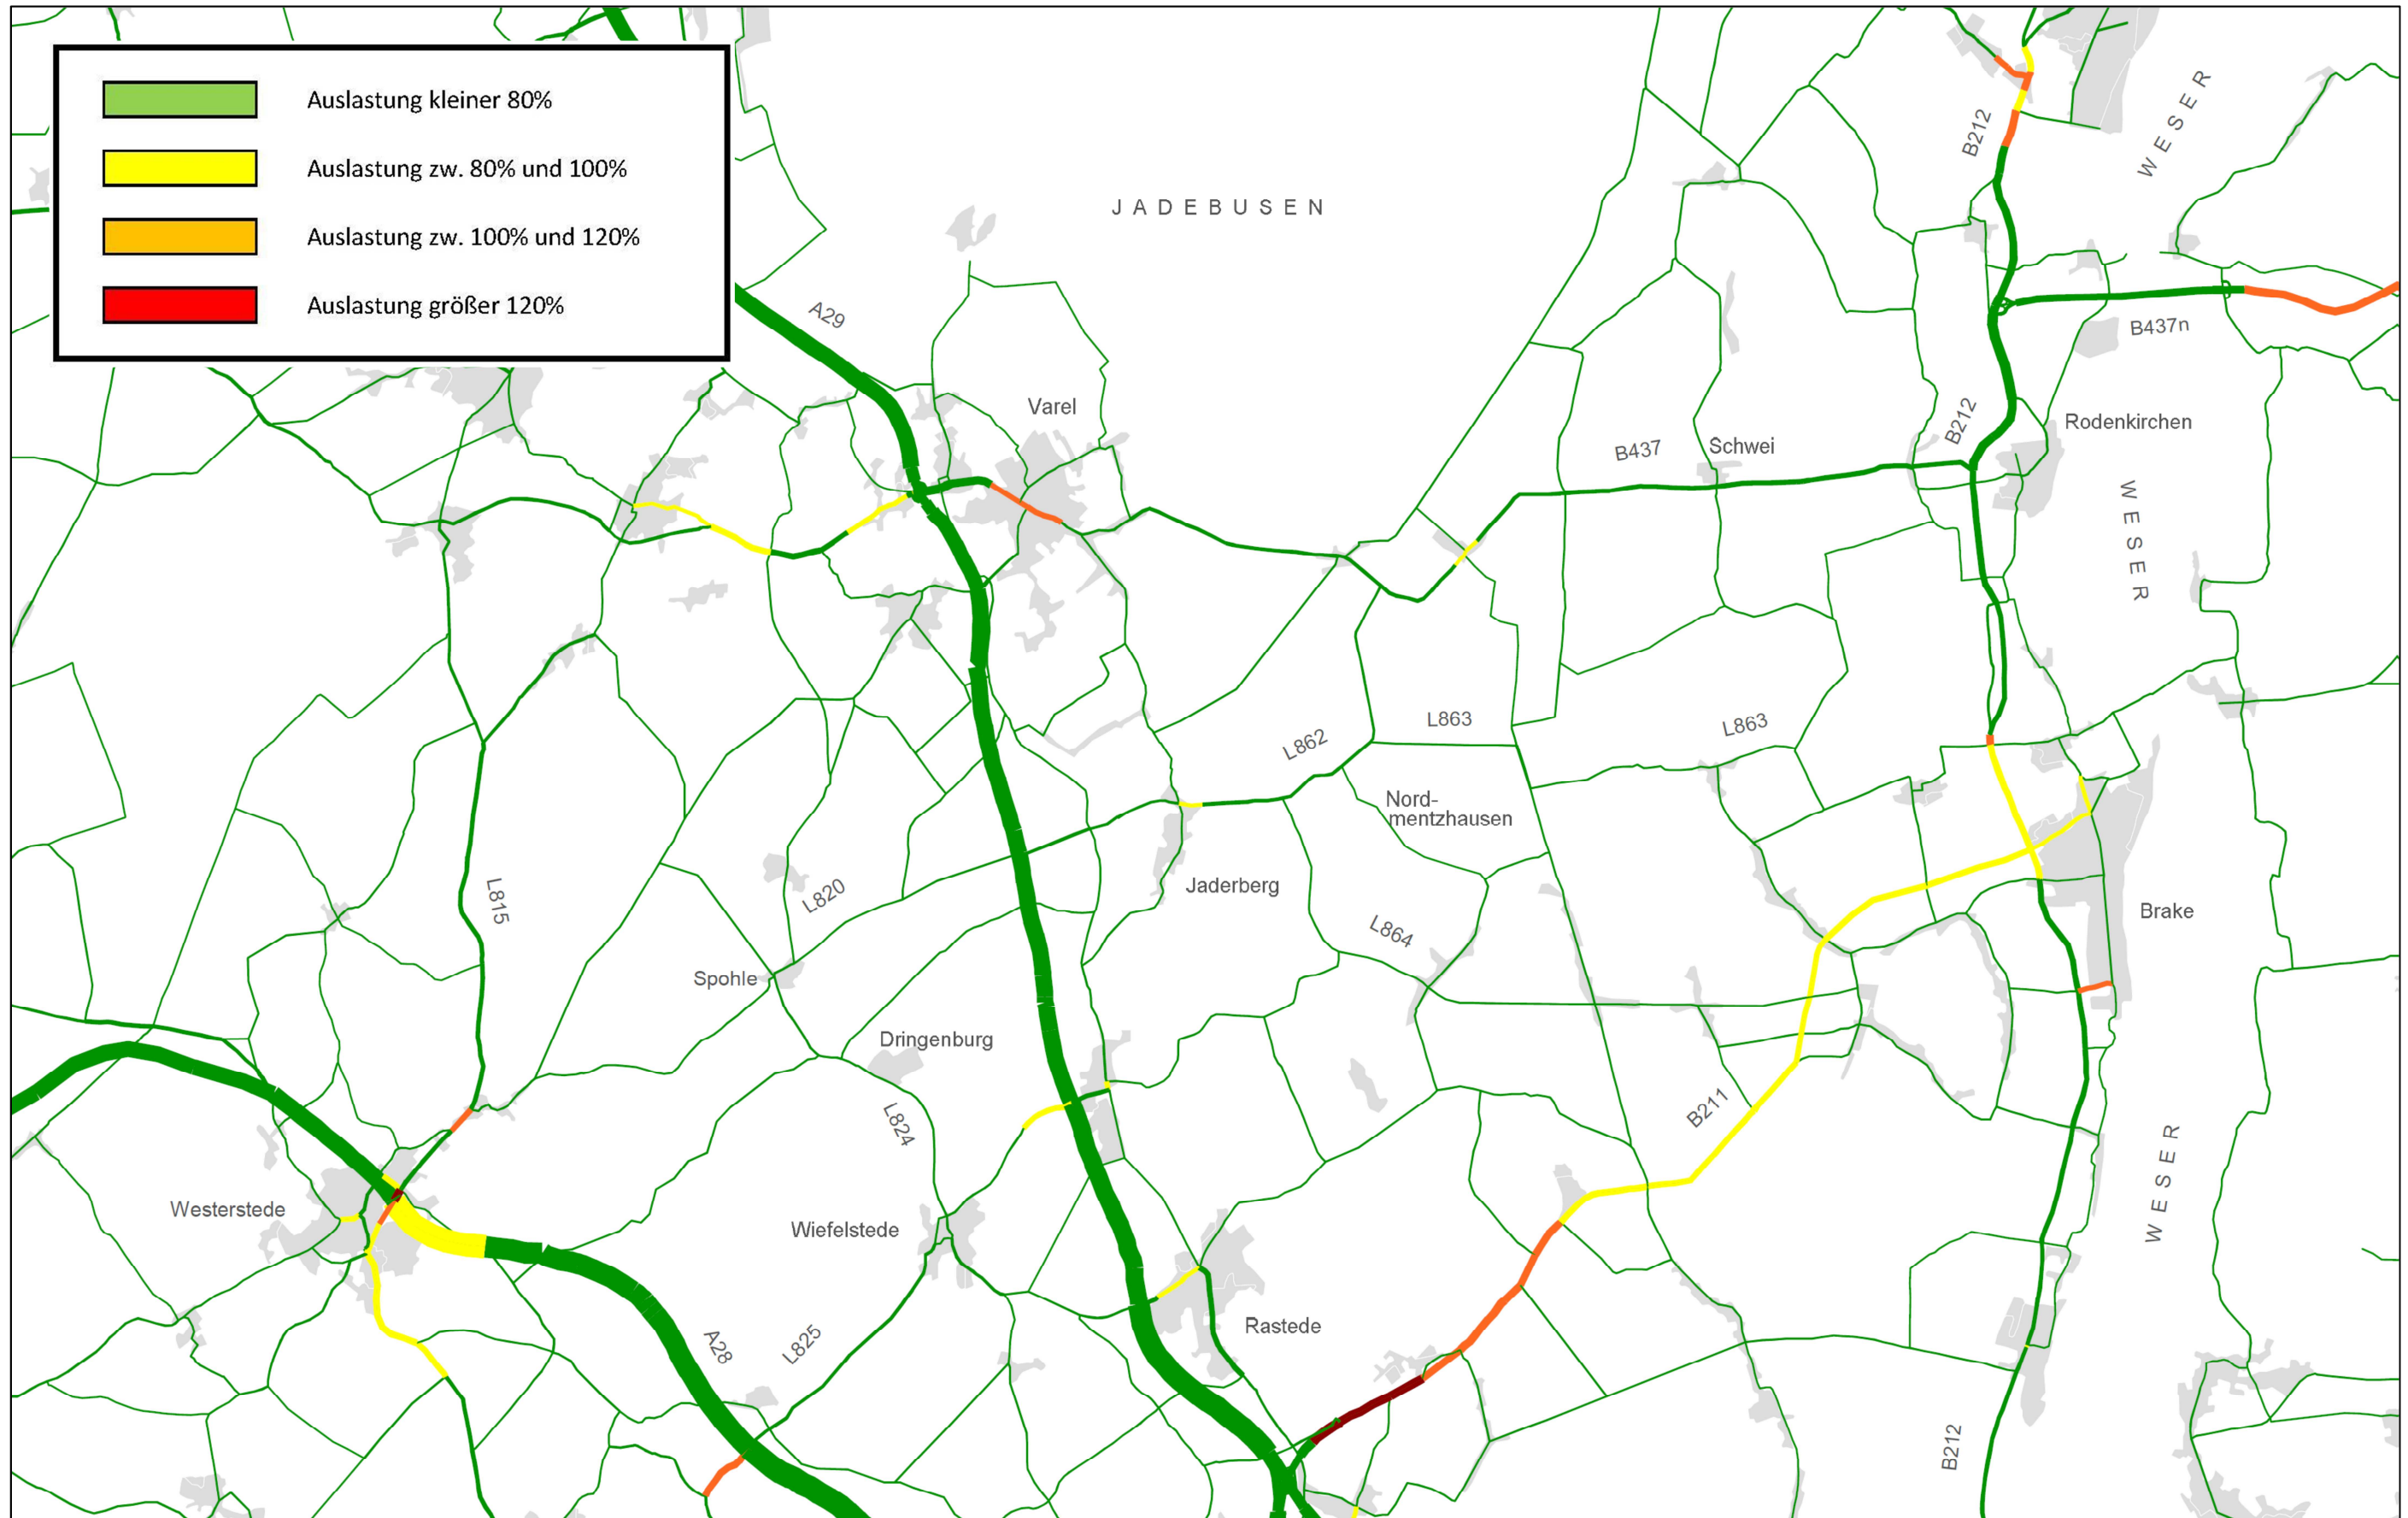 Auslastung kleiner 80%
Auslastung zw. 80% und 100%
Auslastung zw. 100% und 120%
Auslastung größer 120%
B212
WESER
JADEBUSEN
A29
B437n
Varel
B212
Rodenkirchen
B437
Schwei
WESER
L863
L863
L862
Nord-
mentzhausen
L815
L820
Jaderberg
Brake
L864
Spohle
Dringenburg
L824
B211
WESER
Westerstede
Wiefelstede
Rastede
A28
L825
B212